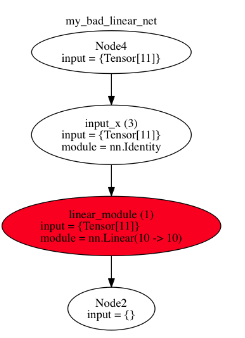 my_bad_linear_net
Node4
input = {Tensor[11]}
input_x (3)
input = {Tensor[11]}
module = nn.Identity
linear_module (1)
input = {Tensor[11]}
module = nn.Linear(10 -> 10)
Node2
input = {}